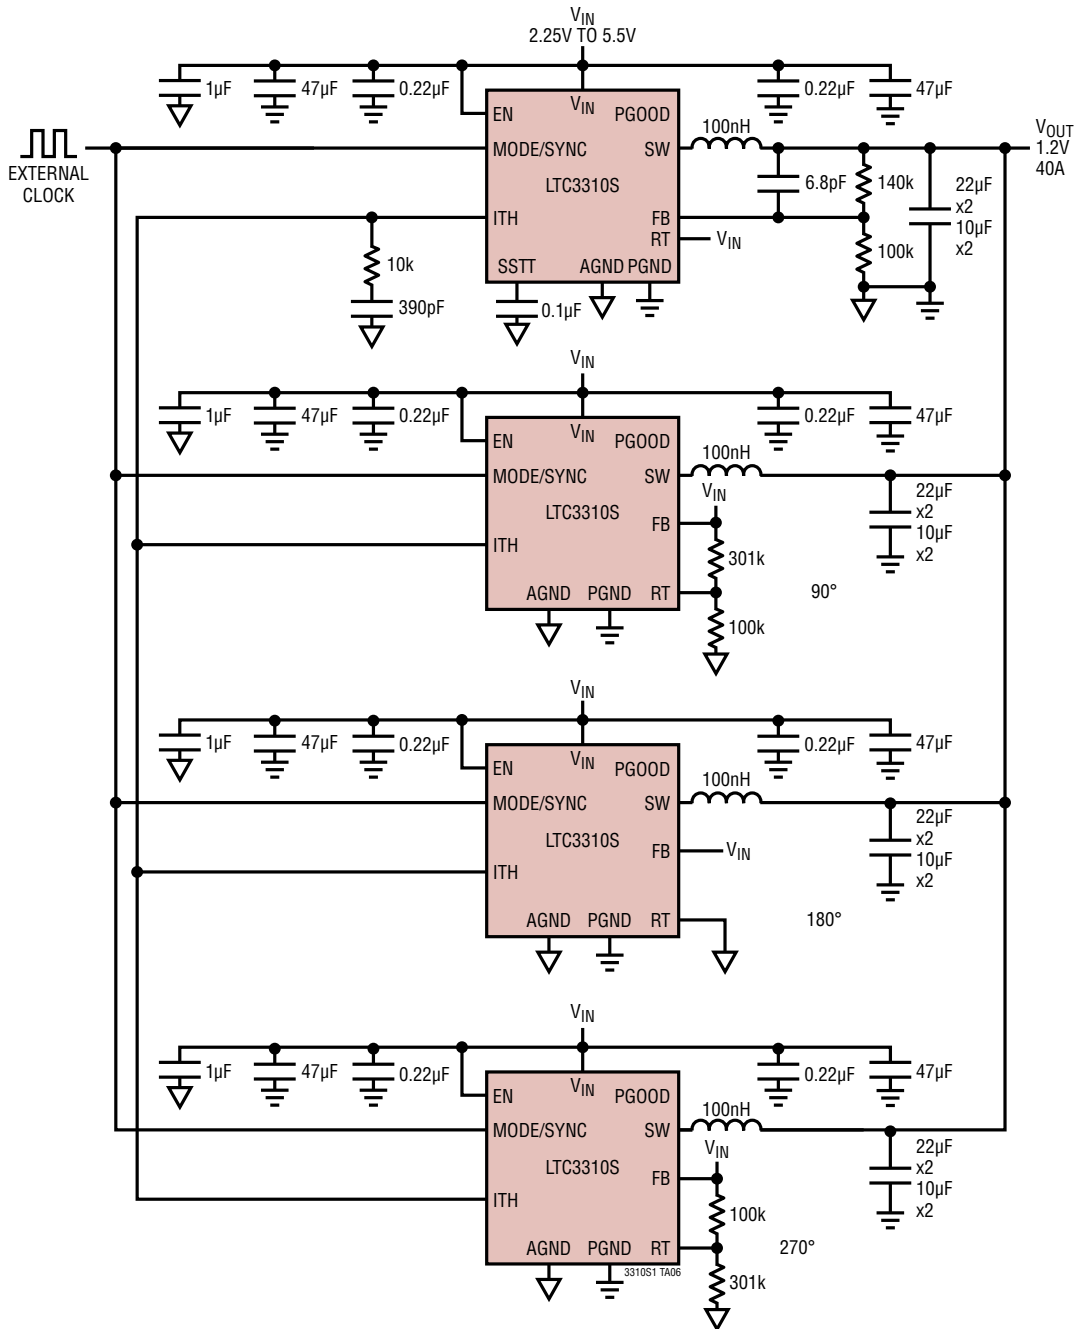 VIN
2.25V TO 5.5V
1µF
47µF
0.22µF
0.22µF
47µF
EN
VIN
PGOOD
100nH
EXTERNAL
CLOCK
MODE/SYNC
SW
VOUT
1.2V
40A
LTC3310S
6.8pF
140k
22µF
x2
10µF
x2
ITH
FB
RT
VIN
10k
100k
SSTT
AGND
PGND
390pF
0.1µF
VIN
1µF
47µF
0.22µF
0.22µF
47µF
EN
VIN
PGOOD
100nH
MODE/SYNC
SW
VIN
22µF
x2
10µF
x2
LTC3310S
FB
ITH
301k
AGND
PGND
RT
90°
100k
VIN
1µF
47µF
0.22µF
0.22µF
47µF
EN
VIN
PGOOD
100nH
MODE/SYNC
SW
22µF
x2
10µF
x2
LTC3310S
FB
VIN
ITH
AGND
PGND
RT
180°
VIN
1µF
47µF
0.22µF
0.22µF
47µF
EN
VIN
PGOOD
100nH
MODE/SYNC
SW
VIN
22µF
x2
10µF
x2
LTC3310S
FB
ITH
100k
AGND
PGND
RT
270°
3310S1 TA06
301k